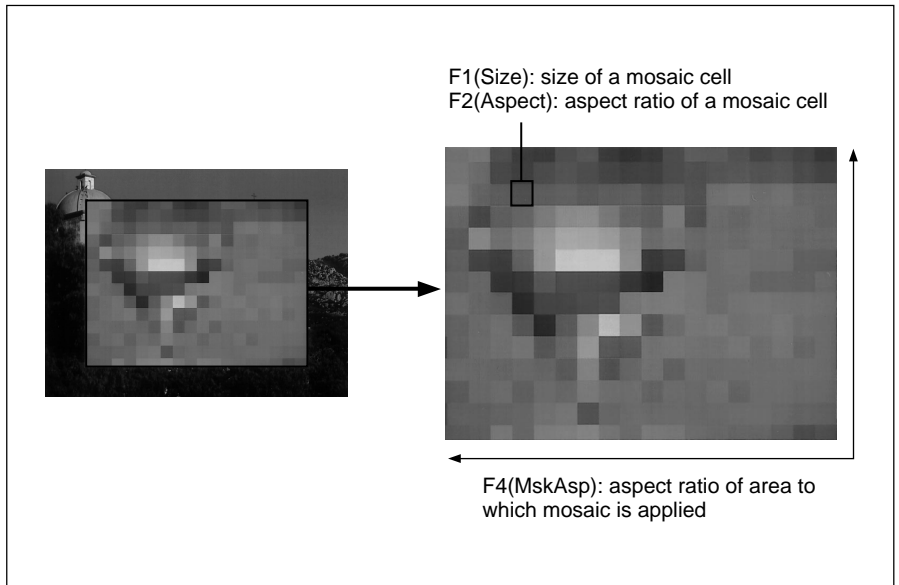 F1(Size): size of a mosaic cell
F2(Aspect): aspect ratio of a mosaic cell
F4(MskAsp): aspect ratio of area to
which mosaic is applied